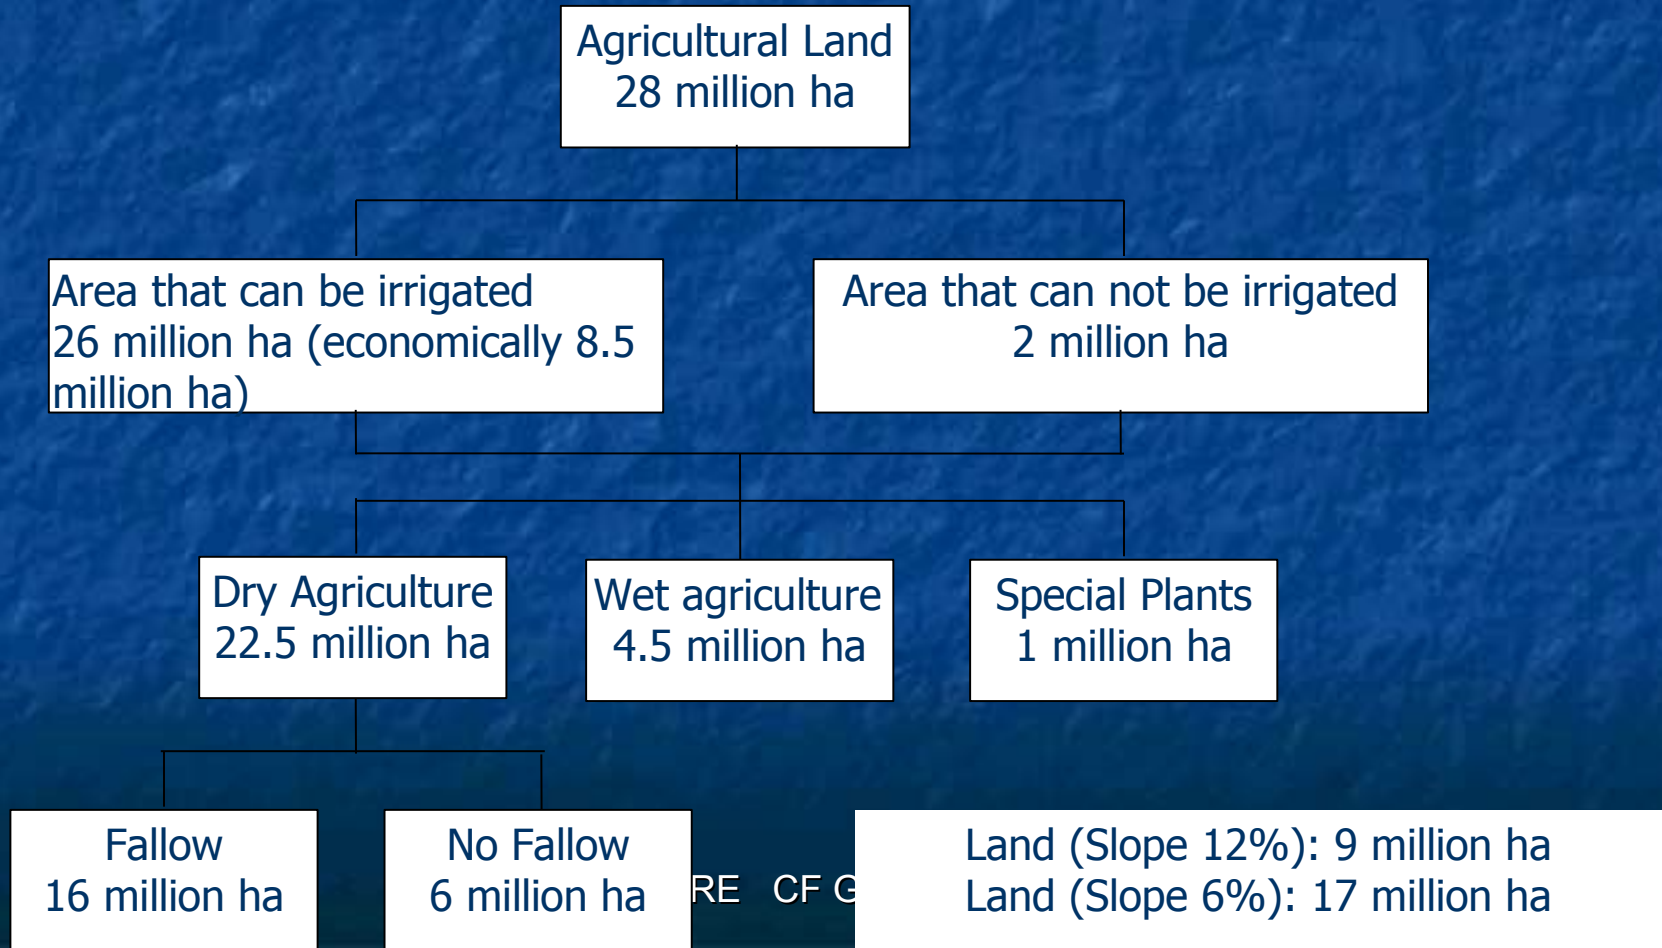 Agricultural Land
28 million ha
Area that can be irrigated
26 million ha (economically 8.5
million ha)
Area that can not be irrigated
2 million ha
Dry Agriculture
22.5 million ha
Wet agriculture
4.5 million ha
Special Plants
1 million ha
Fallow
16 million ha
No Fallow
6 million ha
RE CF G
Land (Slope 12%): 9 million ha
Land (Slope 6%): 17 million ha